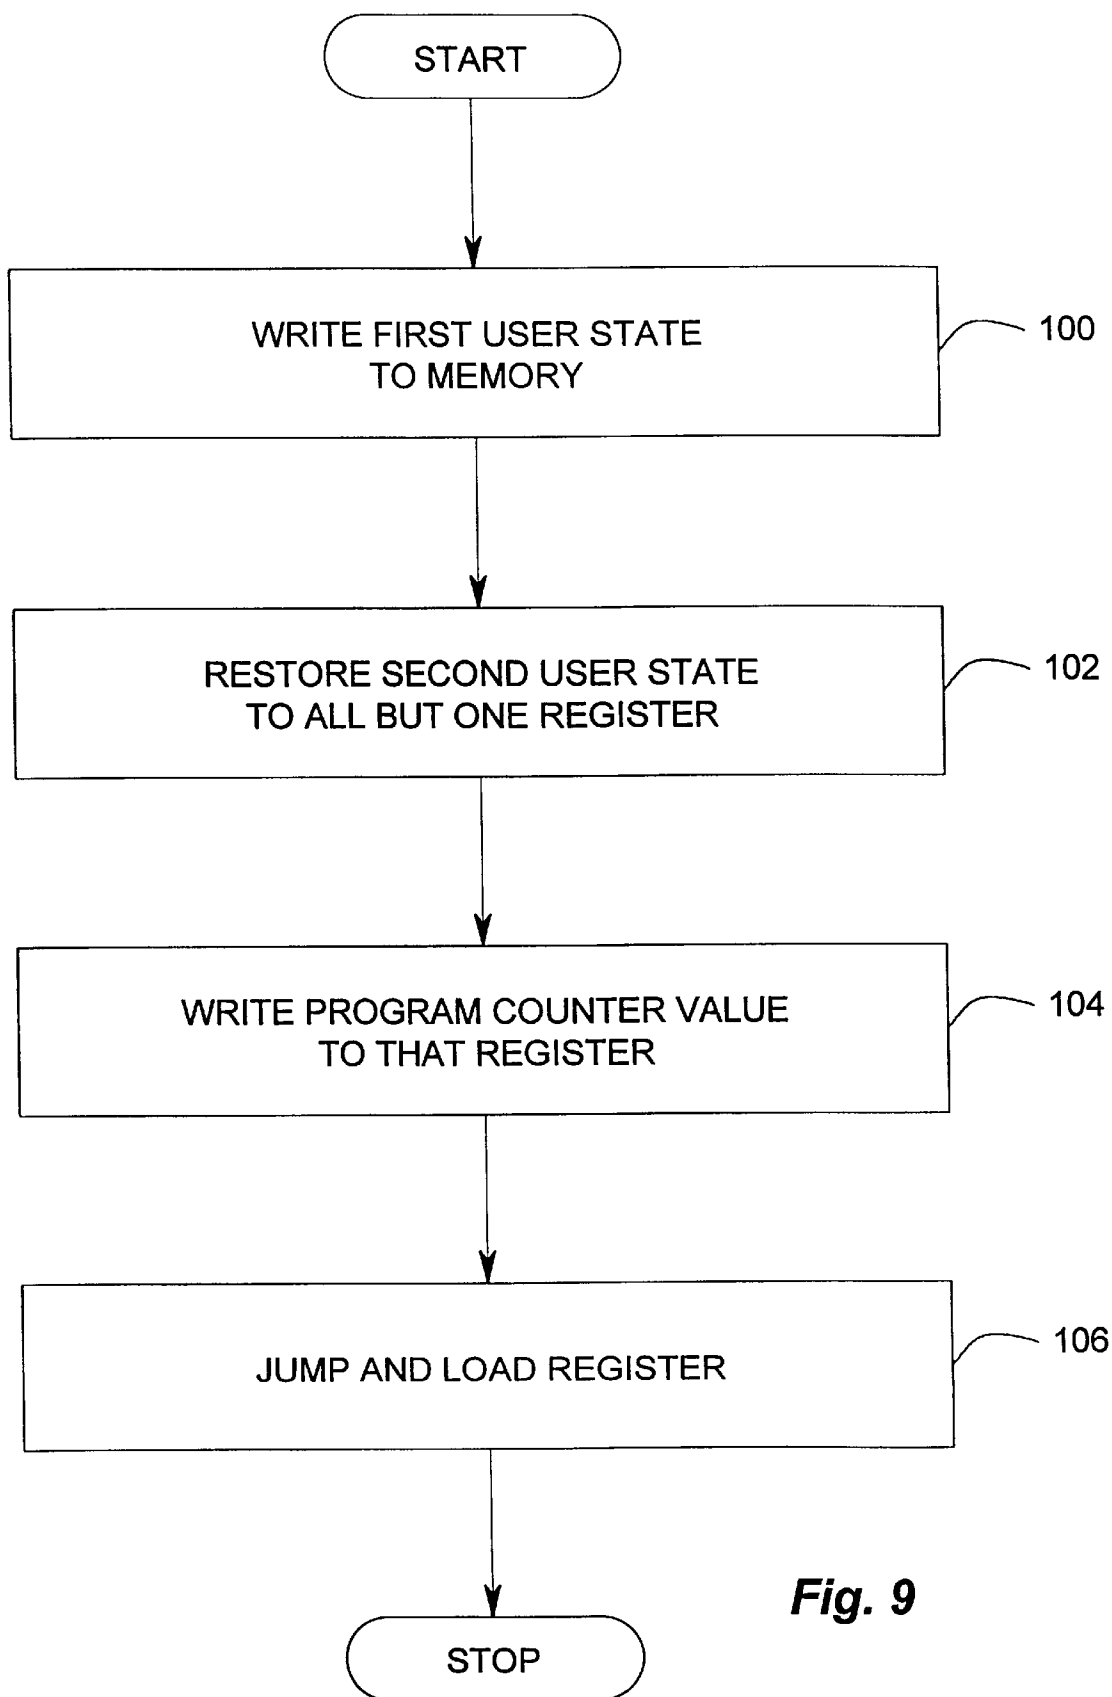 START
WRITE FIRST USER STATE
TO MEMORY
100
RESTORE SECOND USER STATE
TO ALL BUT ONE REGISTER
102
WRITE PROGRAM COUNTER VALUE
TO THAT REGISTER
104
JUMP AND LOAD REGISTER
106
Fig. 9
STOP